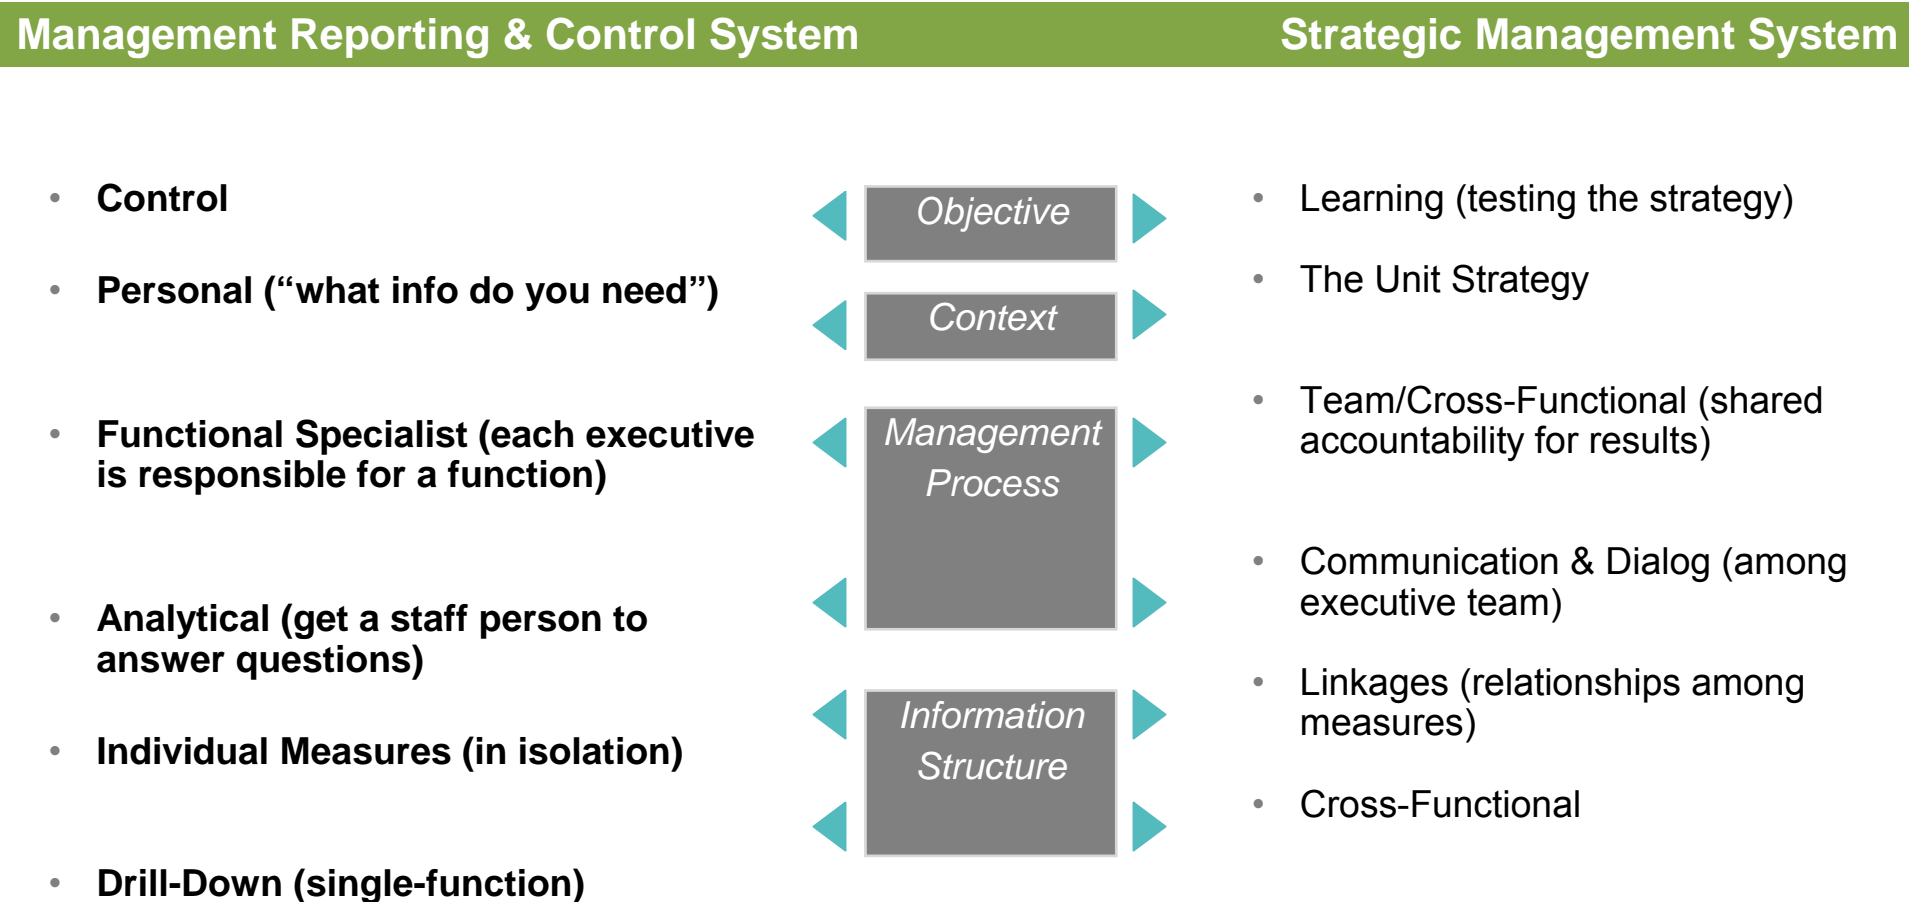 Management Reporting & Control System
Strategic Management System
• Control
• Personal (“what info do you need”)
• Functional Specialist (each executive
is responsible for a function)
• Analytical (get a staff person to
answer questions)
• Individual Measures (in isolation)
• Drill-Down (single-function)
Objective
Context
Management
Process
Information
Structure
• Learning (testing the strategy)
• The Unit Strategy
• Team/Cross-Functional (shared
accountability for results)
• Communication & Dialog (among
executive team)
• Linkages (relationships among
measures)
• Cross-Functional